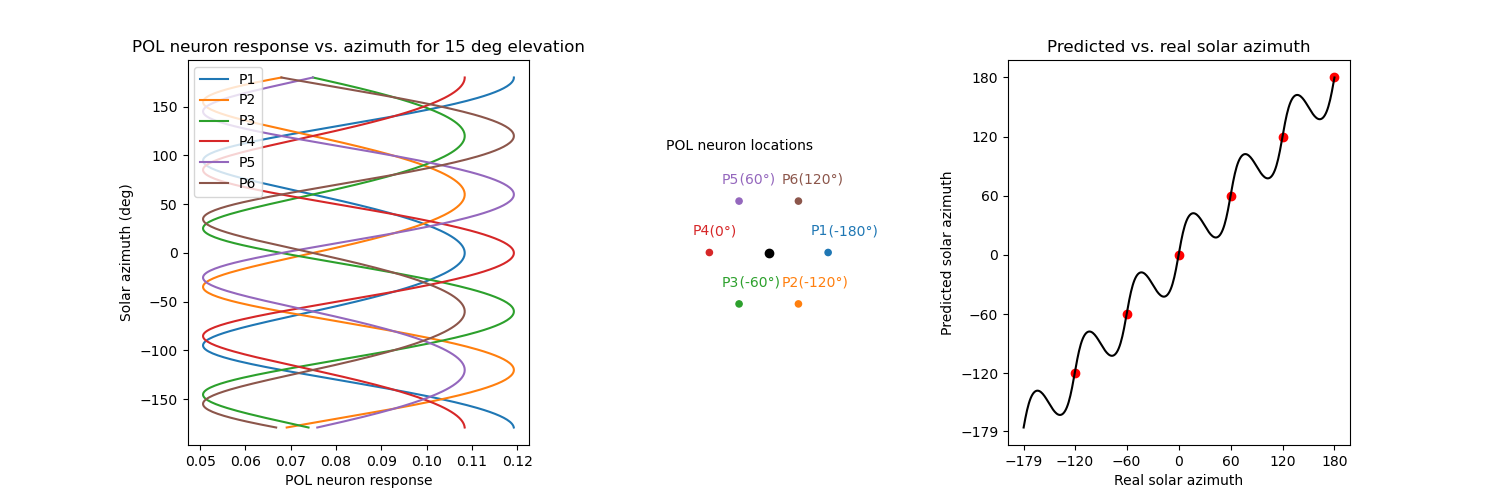 POL neuron response vs. azimuth for 15 deg elevation
P1
P2
P3
P4
P5
P6
150
100
50
0
−50
−100
−150
Solar azimuth (deg)
0.05 0.06 0.07 0.08 0.09 0.10 0.11 0.12
POL neuron response
POL neuron locations
P5(60°) P6(120°)
P4(0°) P1(-180°)
P3(-60°) P2(-120°)
Predicted vs. real solar azimuth
180
120
60
0
−60
−120
−179
Predicted solar azimuth
−179 −120 −60 0 60 120 180
Real solar azimuth